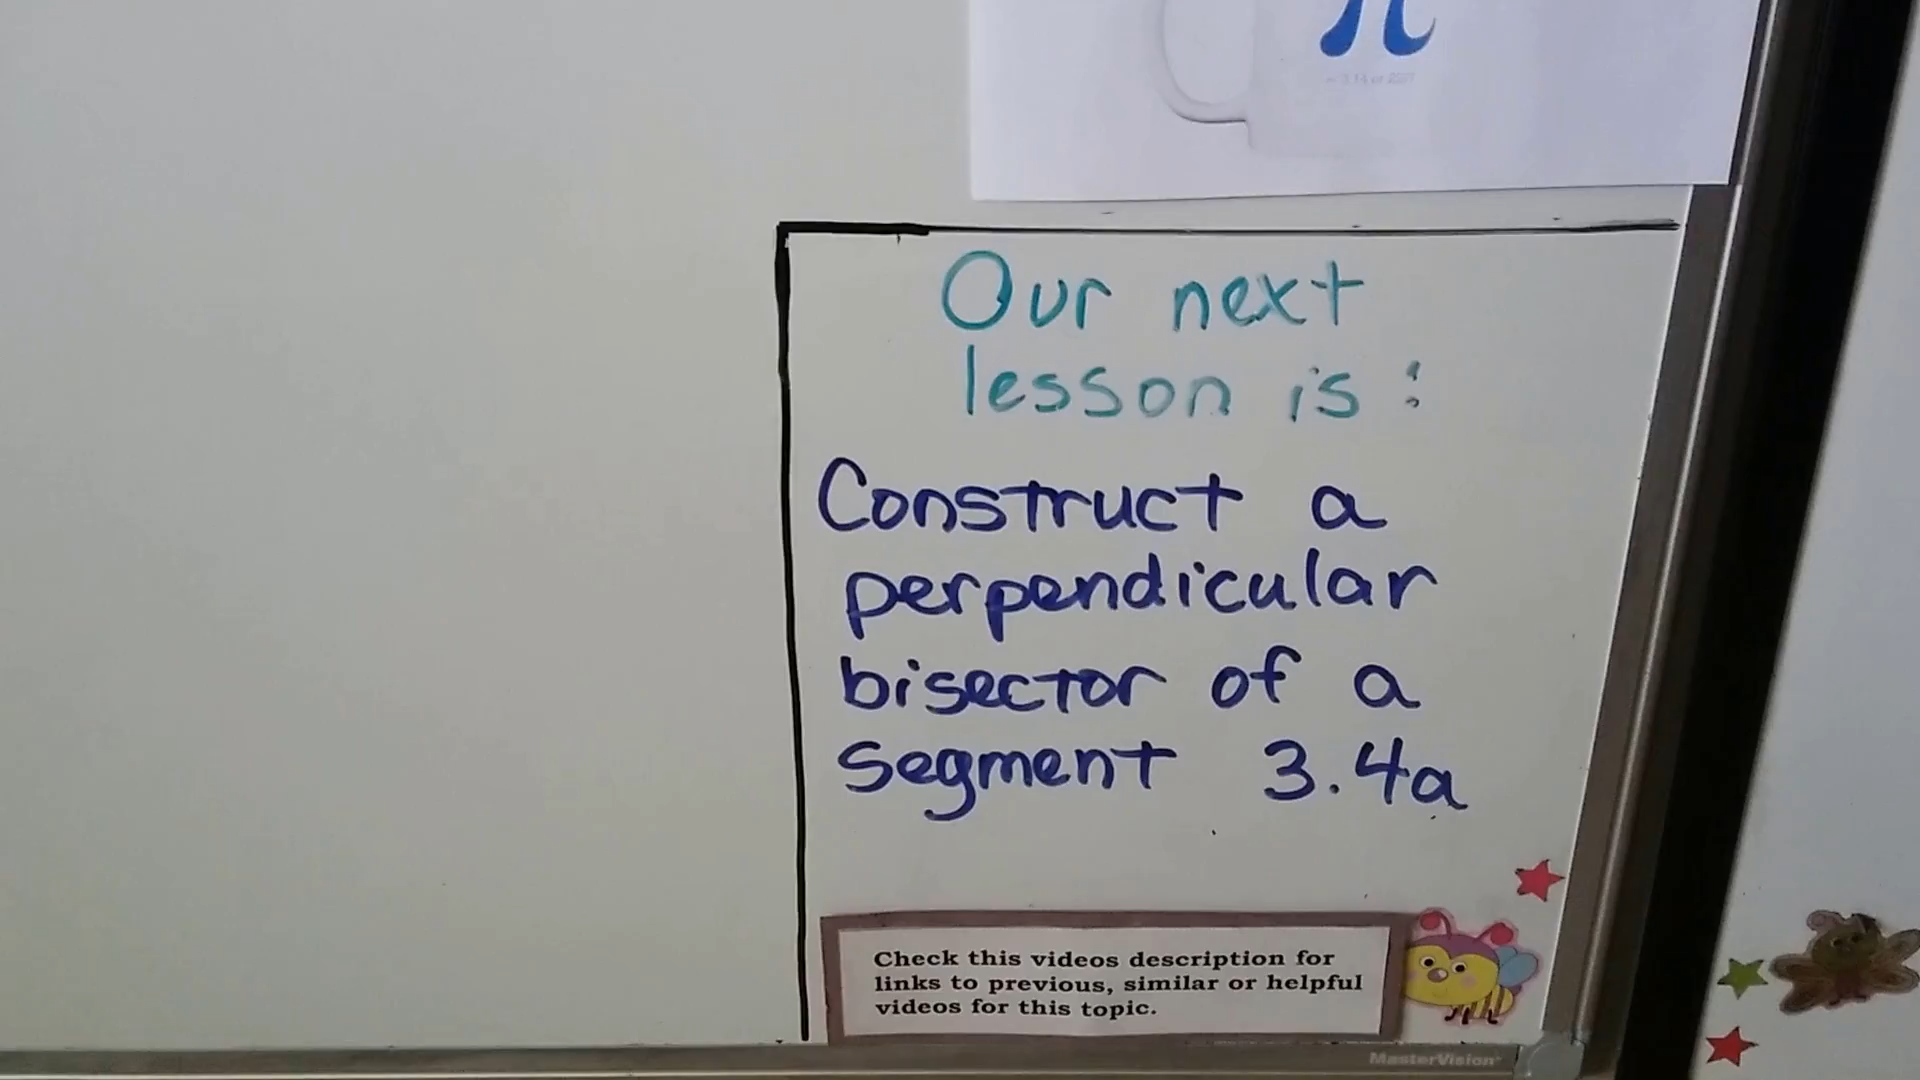 π
Our next
lesson is:
Construct a
perpendicular
bisector of a
segment 3.4a
Check this videos description for
links to previous, similar or helpful
videos for this topic.
MasterVision